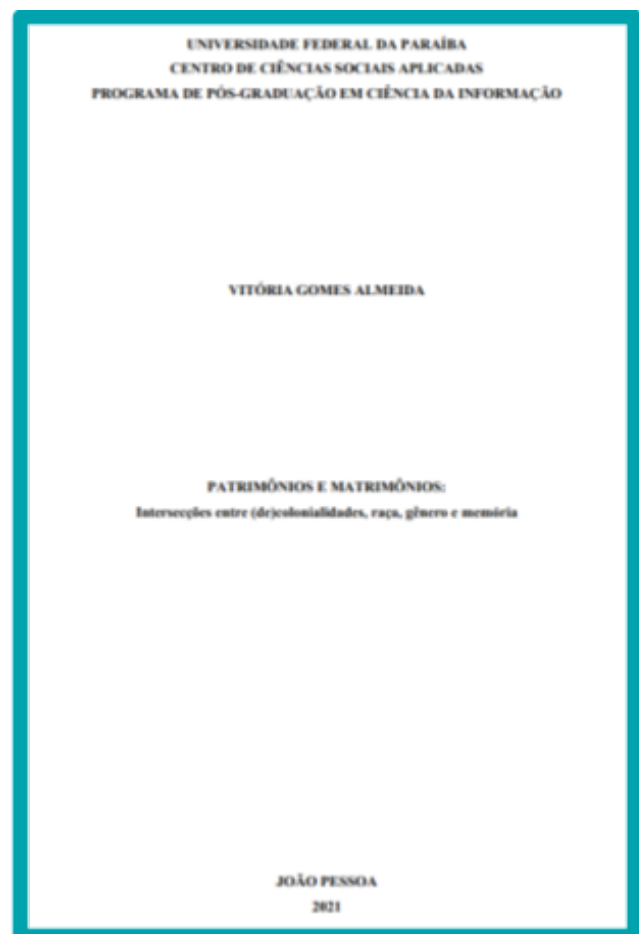 UNIVERSIDADE FEDERAL DA PARAÍBA
CENTRO DE CIÊNCIAS SOCIAIS APLICADAS
PROGRAMA DE PÓS-GRADUAÇÃO EM CIÊNCIA DA INFORMAÇÃO
VITÓRIA GOMES ALMEIDA
PATRIMÔNIOS E MATRIMÔNIOS:
Intersecções entre (de)colonialidades, raça, gênero e memória
JOÃO PESSOA
2021